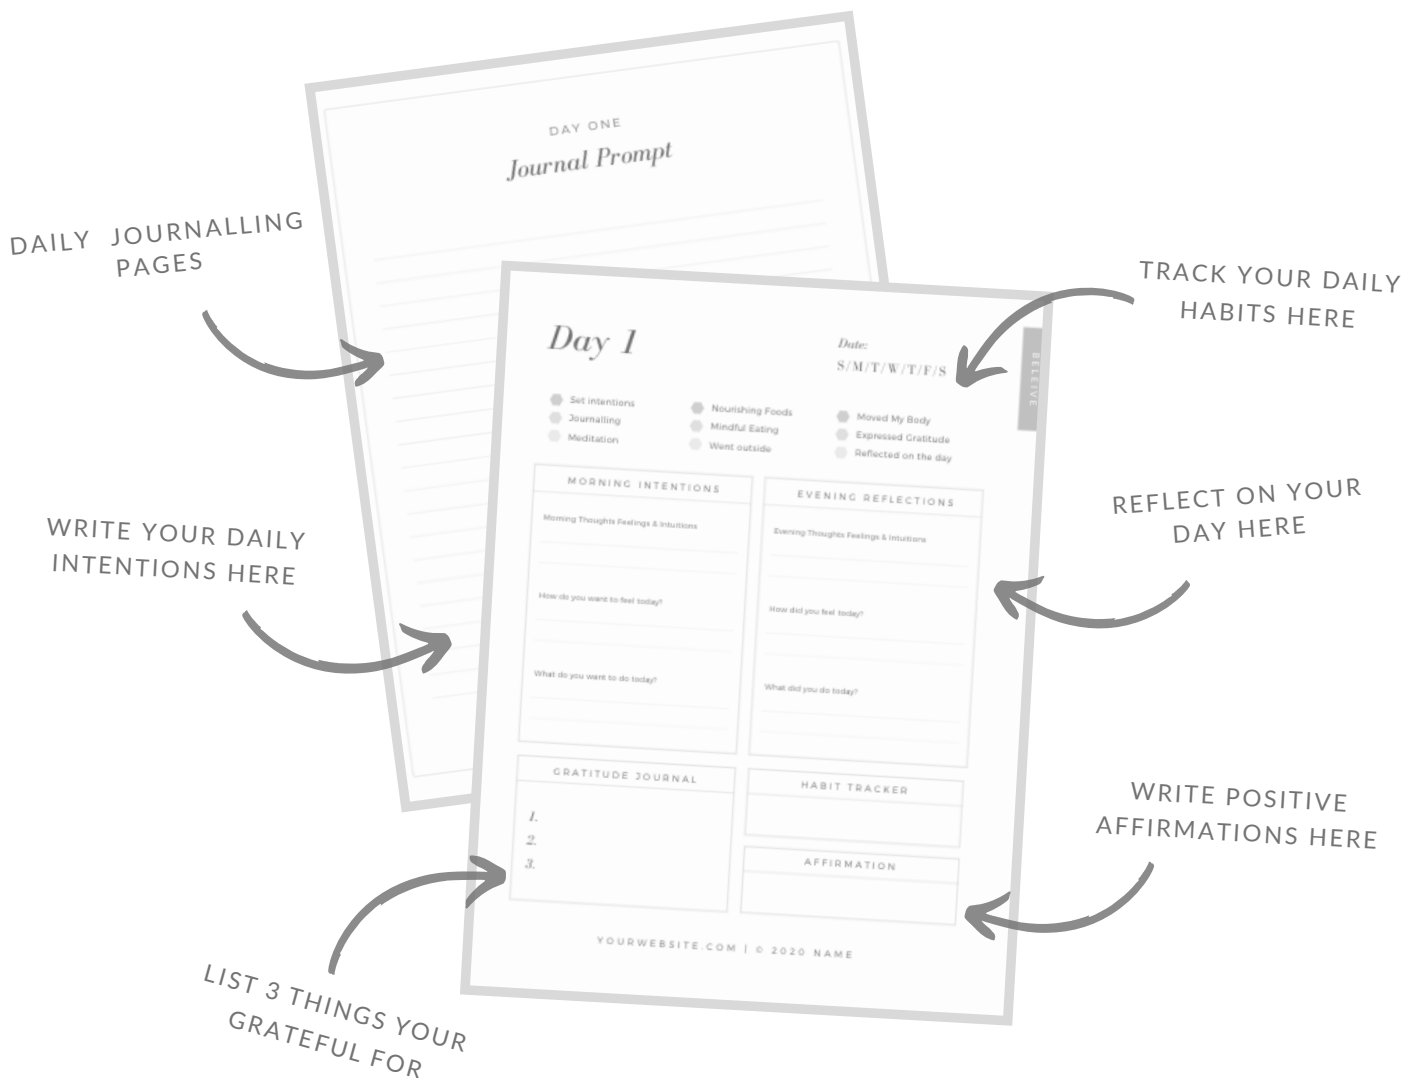 DAY ONE
Journal Prompt
DAILY JOURNALLING
PAGES
TRACK YOUR DAILY
HABITS HERE
Day 1
Date:
S/M/T/W/T/F/S
BELEIVE
Set intentions
Journalling
Meditation
Nourishing Foods
Mindful Eating
Went outside
Moved My Body
Expressed Gratitude
Reflected on the day
WRITE YOUR DAILY
INTENTIONS HERE
MORNING INTENTIONS
Morning Thoughts Feelings & Intuitions
How do you want to feel today?
What do you want to do today?
EVENING REFLECTIONS
Evening Thoughts Feelings & Intuitions
How did you feel today?
What did you do today?
REFLECT ON YOUR
DAY HERE
GRATITUDE JOURNAL
1.
2.
3.
HABIT TRACKER
AFFIRMATION
WRITE POSITIVE
AFFIRMATIONS HERE
YOURWEBSITE.COM | © 2020 NAME
LIST 3 THINGS YOUR
GRATEFUL FOR